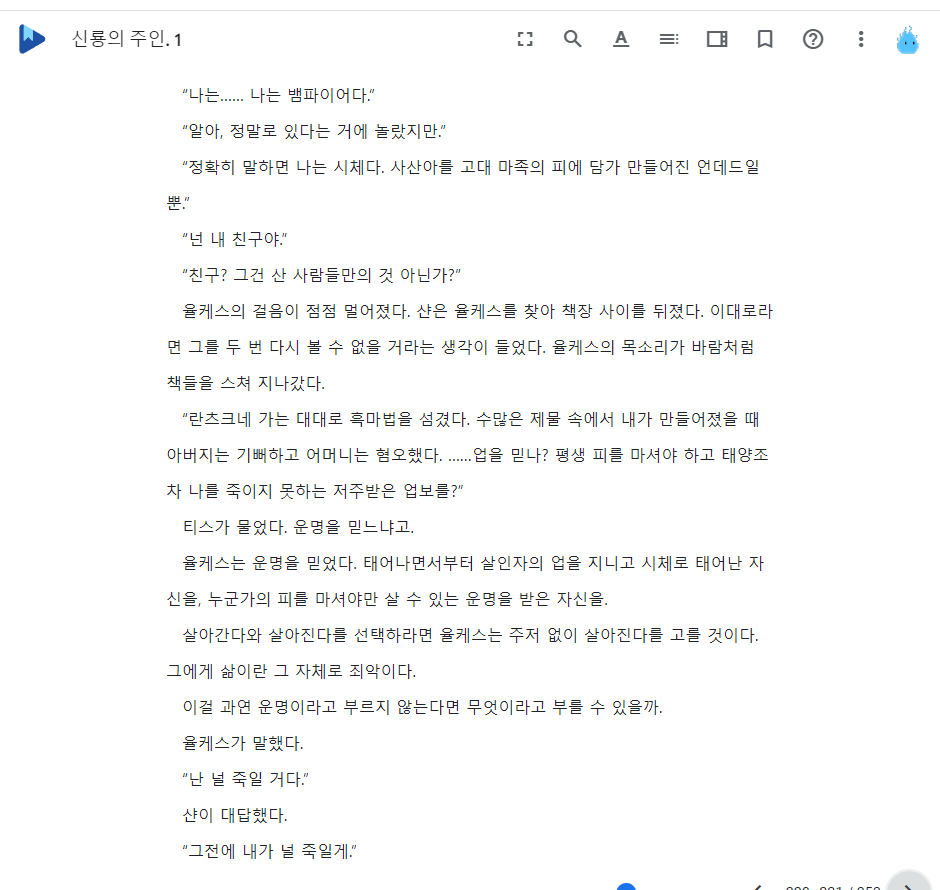 신룡의 주인. 1
“나는...... 나는 뱀파이어다.”
“알아, 정말로 있다는 거에 놀랐지만.”
“정확히 말하면 나는 시체다. 사산아를 고대 마족의 피에 담가 만들어진 언데드일
뿐.”
“넌 내 친구야.”
“친구? 그건 산 사람들만의 것 아닌가?”
율케스의 걸음이 점점 멀어졌다. 샨은 율케스를 찾아 책장 사이를 뒤졌다. 이대로라
면 그를 두 번 다시 볼 수 없을 거라는 생각이 들었다. 율케스의 목소리가 바람처럼
책들을 스쳐 지나갔다.
“란츠크네 가는 대대로 흑마법을 섬겼다. 수많은 제물 속에서 내가 만들어졌을 때
아버지는 기뻐하고 어머니는 혐오했다. ......업을 믿나? 평생 피를 마셔야 하고 태양조
차 나를 죽이지 못하는 저주받은 업보를?”
티스가 물었다. 운명을 믿느냐고.
율케스는 운명을 믿었다. 태어나면서부터 살인자의 업을 지니고 시체로 태어난 자
신을, 누군가의 피를 마셔야만 살 수 있는 운명을 받은 자신을.
살아간다와 살아진다를 선택하라면 율케스는 주저 없이 살아진다를 고를 것이다.
그에게 삶이란 그 자체로 죄악이다.
이걸 과연 운명이라고 부르지 않는다면 무엇이라고 부를 수 있을까.
율케스가 말했다.
“난 널 죽일 거다.”
샨이 대답했다.
“그전에 내가 널 죽일게.”